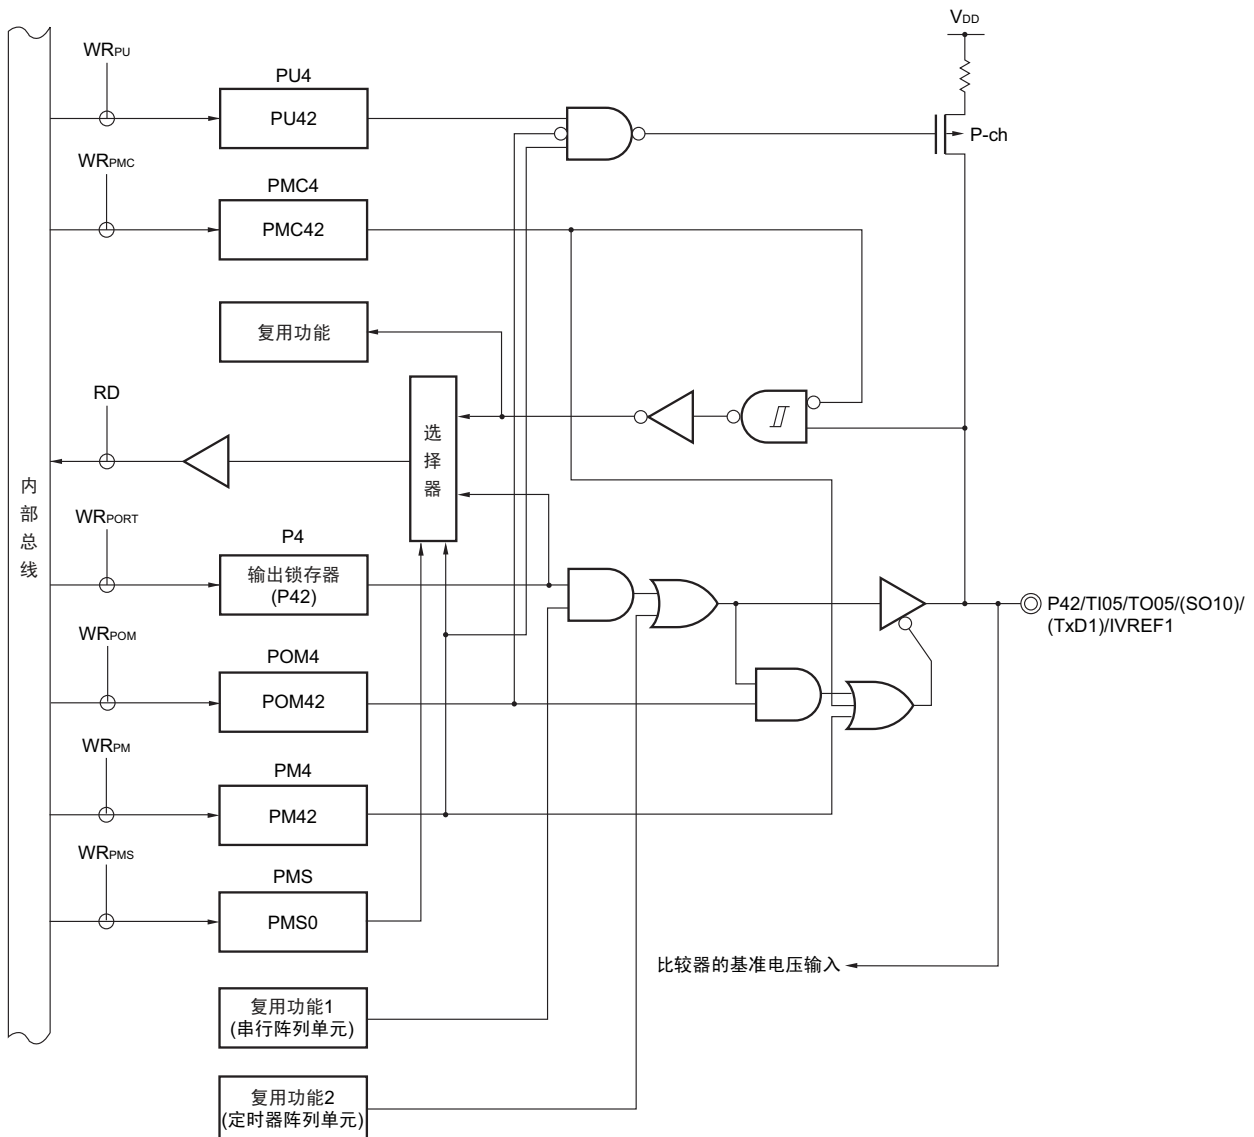 VDD
WRPU
PU4
PU42
P-ch
WRPMC
PMC4
PMC42
复用功能
RD
选择器
内部总线
WRPORT
P4
输出锁存器
(P42)
P42/TI05/TO05/(SO10)/
(TxD1)/IVREF1
WRPOM
POM4
POM42
WRPM
PM4
PM42
WRPMS
PMS
PMS0
比较器的基准电压输入
复用功能1
(串行阵列单元)
复用功能2
(定时器阵列单元)